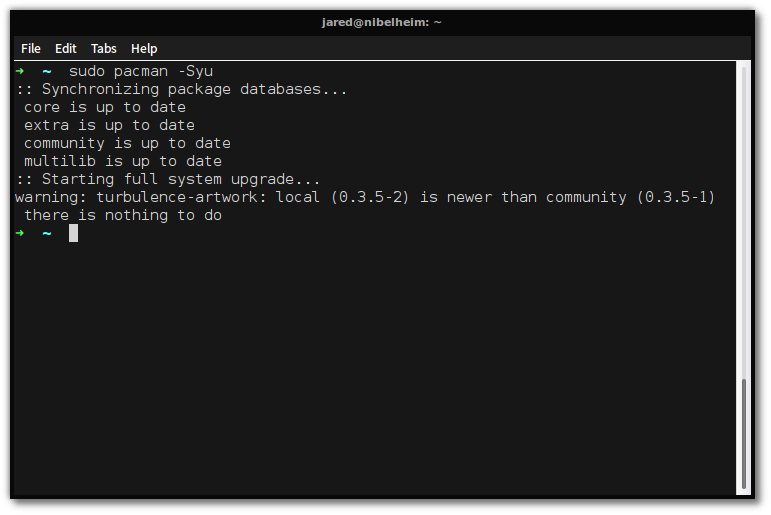 jared@nibelheim: ~
File Edit Tabs Help
➜ ~ sudo pacman -Syu
:: Synchronizing package databases...
core is up to date
extra is up to date
community is up to date
multilib is up to date
:: Starting full system upgrade...
warning: turbulence-artwork: local (0.3.5-2) is newer than community (0.3.5-1)
there is nothing to do
➜ ~